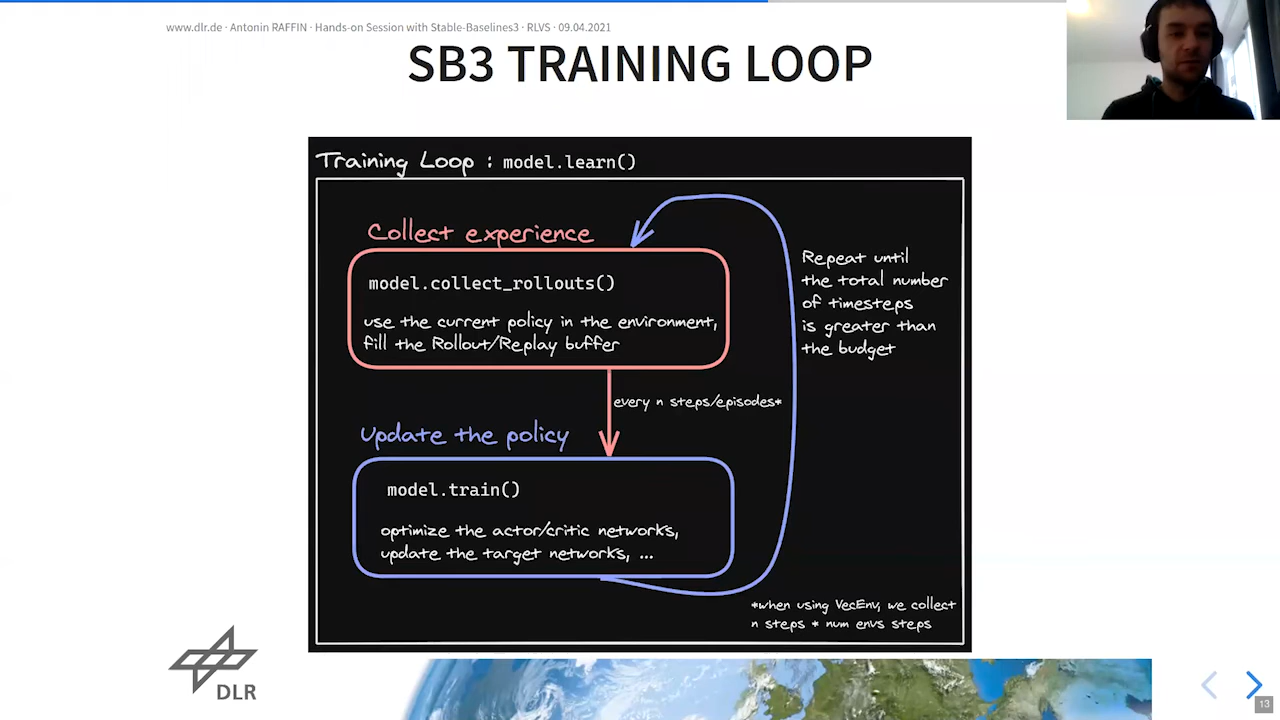 www.dlr.de · Antonin RAFFIN · Hands-on Session with Stable-Baselines3 · RLVS · 09.04.2021
SB3 TRAINING LOOP
Training Loop : model.learn()
Collect experience
model.collect_rollouts()
use the current policy in the environment,
fill the Rollout/Replay buffer
Repeat until
the total number
of timesteps
is greater than
the budget
every n steps/episodes*
Update the policy
model.train()
optimize the actor/critic networks,
update the target networks, ...
*when using VecEnv, we collect
n steps * num envs steps
DLR
13